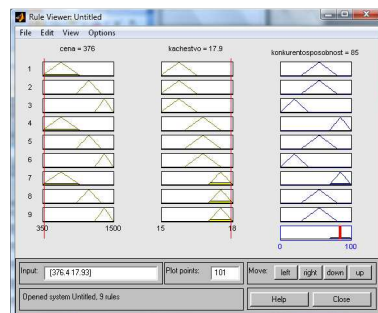 Rule Viewer: Untitled
File Edit View Options
cena = 376
kachestvo = 17.9
konkurentosposobnost = 85
1
2
3
4
5
6
7
8
9
350 1500
15 18
0 100
Input: [376.4 17.93]
Plot points: 101
Move: left right down up
Opened system Untitled, 9 rules
Help Close